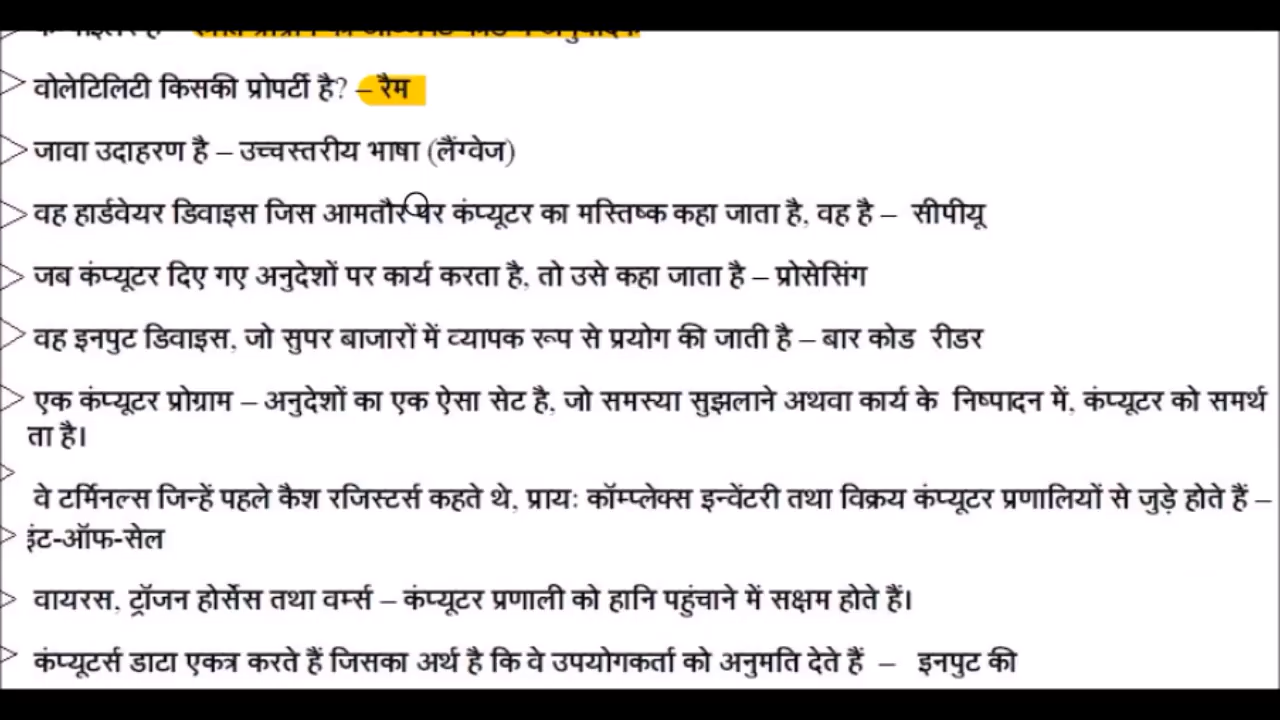 वोलेटिलिटी किसकी प्रोपर्टी है? – रैम
जावा उदाहरण है – उच्चस्तरीय भाषा (लैंग्वेज)
वह हार्डवेयर डिवाइस जिस आमतौर पर कंप्यूटर का मस्तिष्क कहा जाता है, वह है – सीपीयू
जब कंप्यूटर दिए गए अनुदेशों पर कार्य करता है, तो उसे कहा जाता है – प्रोसेसिंग
वह इनपुट डिवाइस, जो सुपर बाजारों में व्यापक रूप से प्रयोग की जाती है – बार कोड रीडर
एक कंप्यूटर प्रोग्राम – अनुदेशों का एक ऐसा सेट है, जो समस्या सुझलाने अथवा कार्य के निष्पादन में, कंप्यूटर को समर्थ
ता है।
वे टर्मिनल्स जिन्हें पहले कैश रजिस्टर्स कहते थे, प्रायः कॉम्प्लेक्स इन्वेंटरी तथा विक्रय कंप्यूटर प्रणालियों से जुड़े होते हैं –
इंट-ऑफ-सेल
वायरस, ट्रॉजन होर्सेस तथा वर्म्स – कंप्यूटर प्रणाली को हानि पहुंचाने में सक्षम होते हैं।
कंप्यूटर्स डाटा एकत्र करते हैं जिसका अर्थ है कि वे उपयोगकर्ता को अनुमति देते हैं – इनपुट की